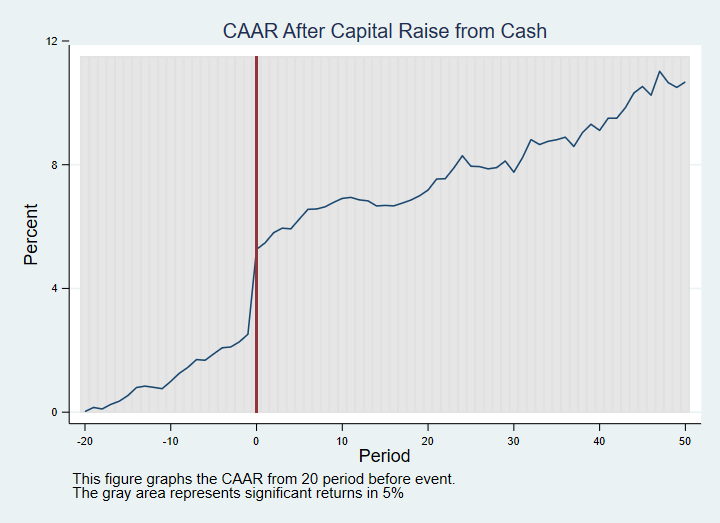 CAAR After Capital Raise from Cash
12
8
4
0
Percent
-20 -10 0 10 20 30 40 50
Period
This figure graphs the CAAR from 20 period before event.
The gray area represents significant returns in 5%